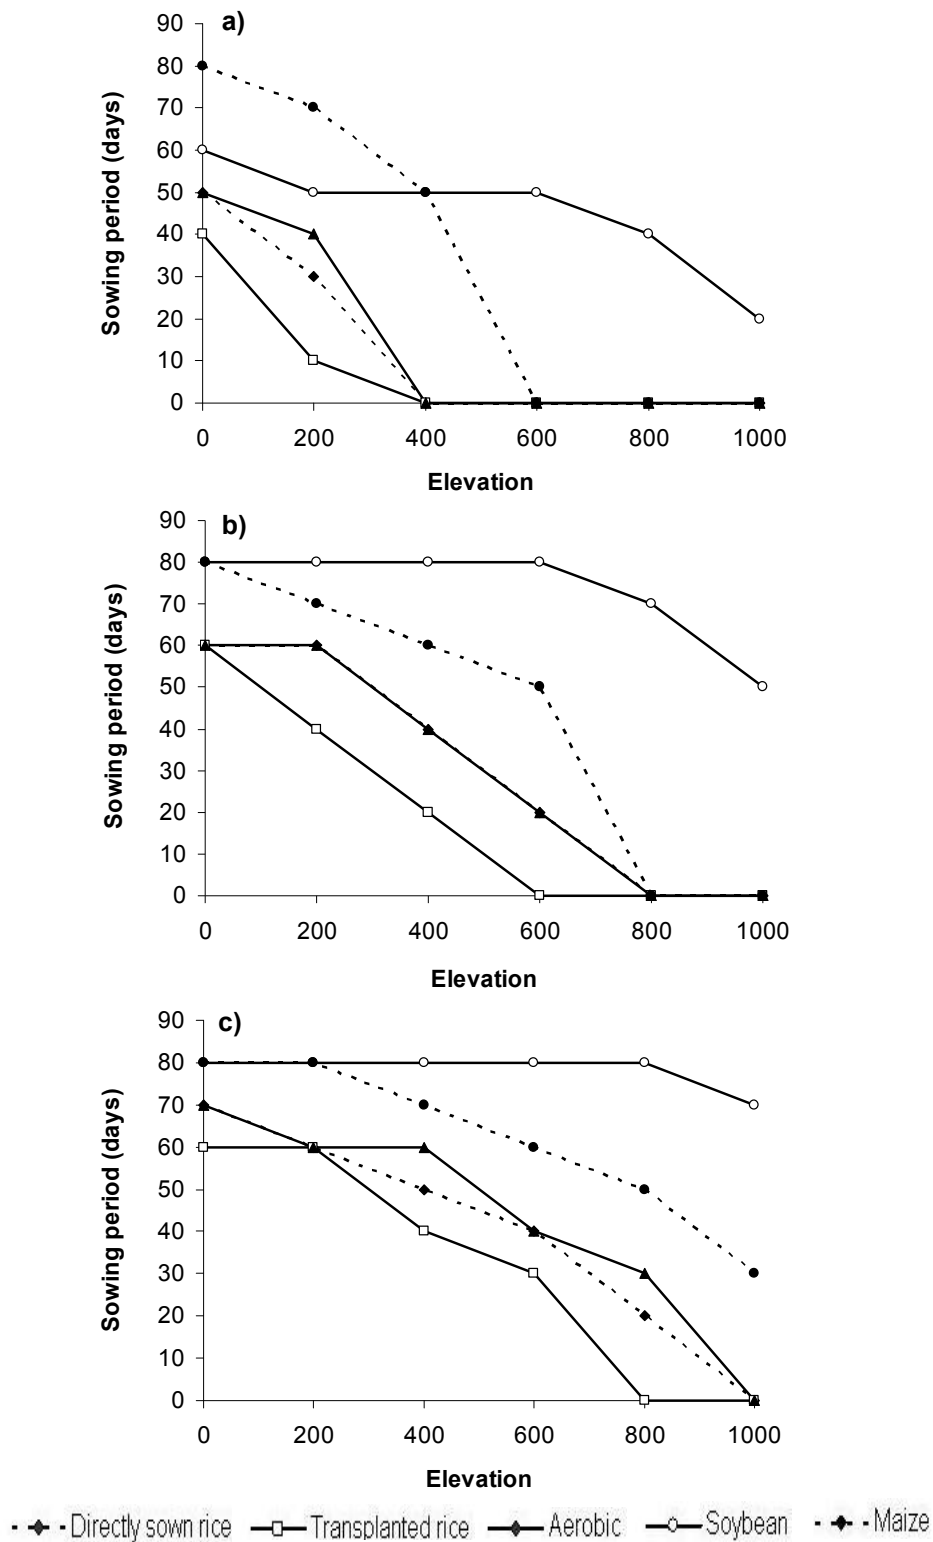 a)
90
80
70
60
50
40
30
20
10
0
Sowing period (days)
0 200 400 600 800 1000
Elevation
b)
90
80
70
60
50
40
30
20
10
0
Sowing period (days)
0 200 400 600 800 1000
Elevation
c)
90
80
70
60
50
40
30
20
10
0
Sowing period (days)
0 200 400 600 800 1000
Elevation
Directly sown rice Transplanted rice Aerobic Soybean Maize